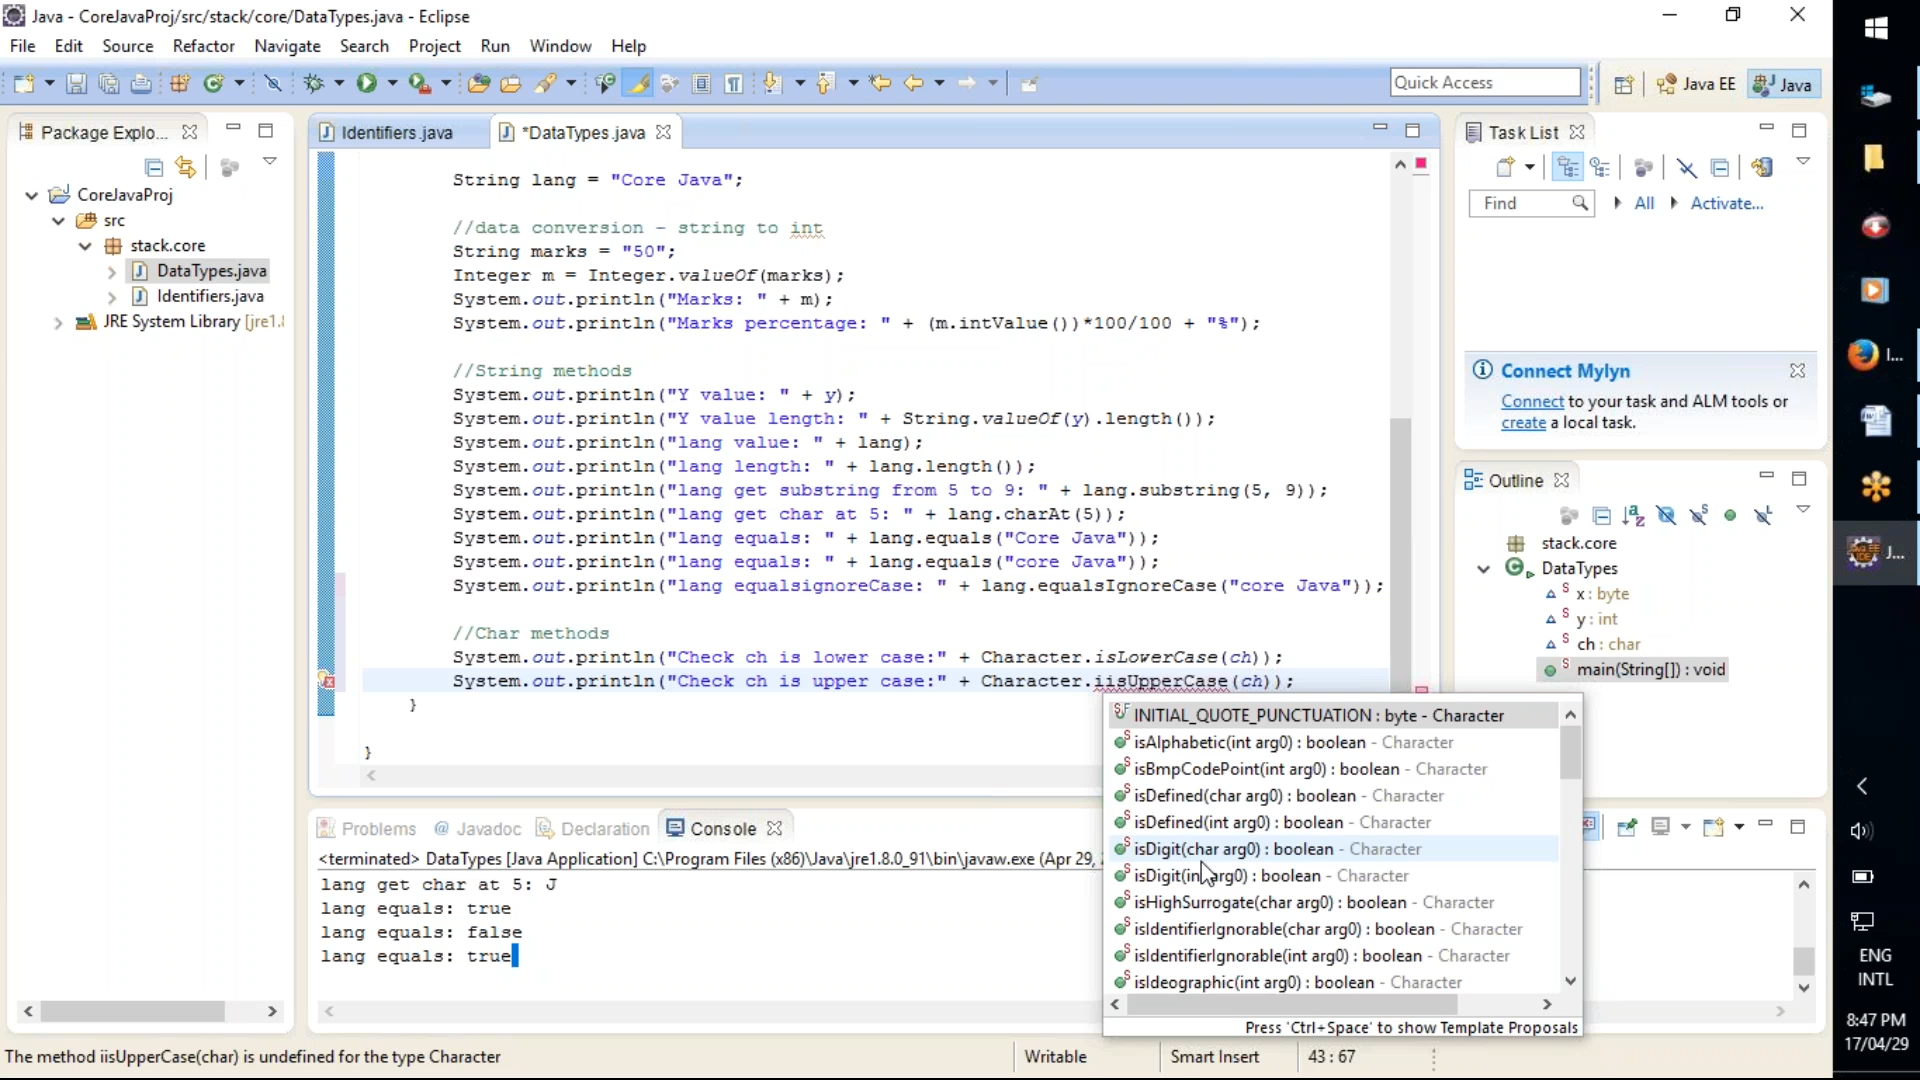 Java - CoreJavaProj/src/stack/core/DataTypes.java - Eclipse
File Edit Source Refactor Navigate Search Project Run Window Help
Quick Access
Java EE
Java
Package Explo...
CoreJavaProj
src
stack.core
DataTypes.java
Identifiers.java
JRE System Library [jre1.
Identifiers.java
*DataTypes.java
String lang = "Core Java";
//data conversion - string to int
String marks = "50";
Integer m = Integer.valueOf(marks);
System.out.println("Marks: " + m);
System.out.println("Marks percentage: " + (m.intValue())*100/100 + "%");
//String methods
System.out.println("Y value: " + y);
System.out.println("Y value length: " + String.valueOf(y).length());
System.out.println("lang value: " + lang);
System.out.println("lang length: " + lang.length());
System.out.println("lang get substring from 5 to 9: " + lang.substring(5, 9));
System.out.println("lang get char at 5: " + lang.charAt(5));
System.out.println("lang equals: " + lang.equals("Core Java"));
System.out.println("lang equals: " + lang.equals("core Java"));
System.out.println("lang equalsignoreCase: " + lang.equalsIgnoreCase("core Java"));
//Char methods
System.out.println("Check ch is lower case:" + Character.isLowerCase(ch));
System.out.println("Check ch is upper case:" + Character.iisUpperCase(ch));
}
}
INITIAL_QUOTE_PUNCTUATION : byte - Character
isAlphabetic(int arg0) : boolean - Character
isBmpCodePoint(int arg0) : boolean - Character
isDefined(char arg0) : boolean - Character
isDefined(int arg0) : boolean - Character
isDigit(char arg0) : boolean - Character
isDigit(int arg0) : boolean - Character
isHighSurrogate(char arg0) : boolean - Character
isIdentifierIgnorable(char arg0) : boolean - Character
isIdentifierIgnorable(int arg0) : boolean - Character
isIdeographic(int arg0) : boolean - Character
Press 'Ctrl+Space' to show Template Proposals
Problems
@ Javadoc
Declaration
Console
<terminated> DataTypes [Java Application] C:\Program Files (x86)\Java\jre1.8.0_91\bin\javaw.exe (Apr 29,
lang get char at 5: J
lang equals: true
lang equals: false
lang equals: true
Task List
Find
All
Activate...
Connect Mylyn
Connect to your task and ALM tools or
create a local task.
Outline
stack.core
DataTypes
x : byte
y : int
ch : char
main(String[]) : void
The method iisUpperCase(char) is undefined for the type Character
Writable
Smart Insert
43 : 67
I...
J...
ENG
INTL
8:47 PM
17/04/29